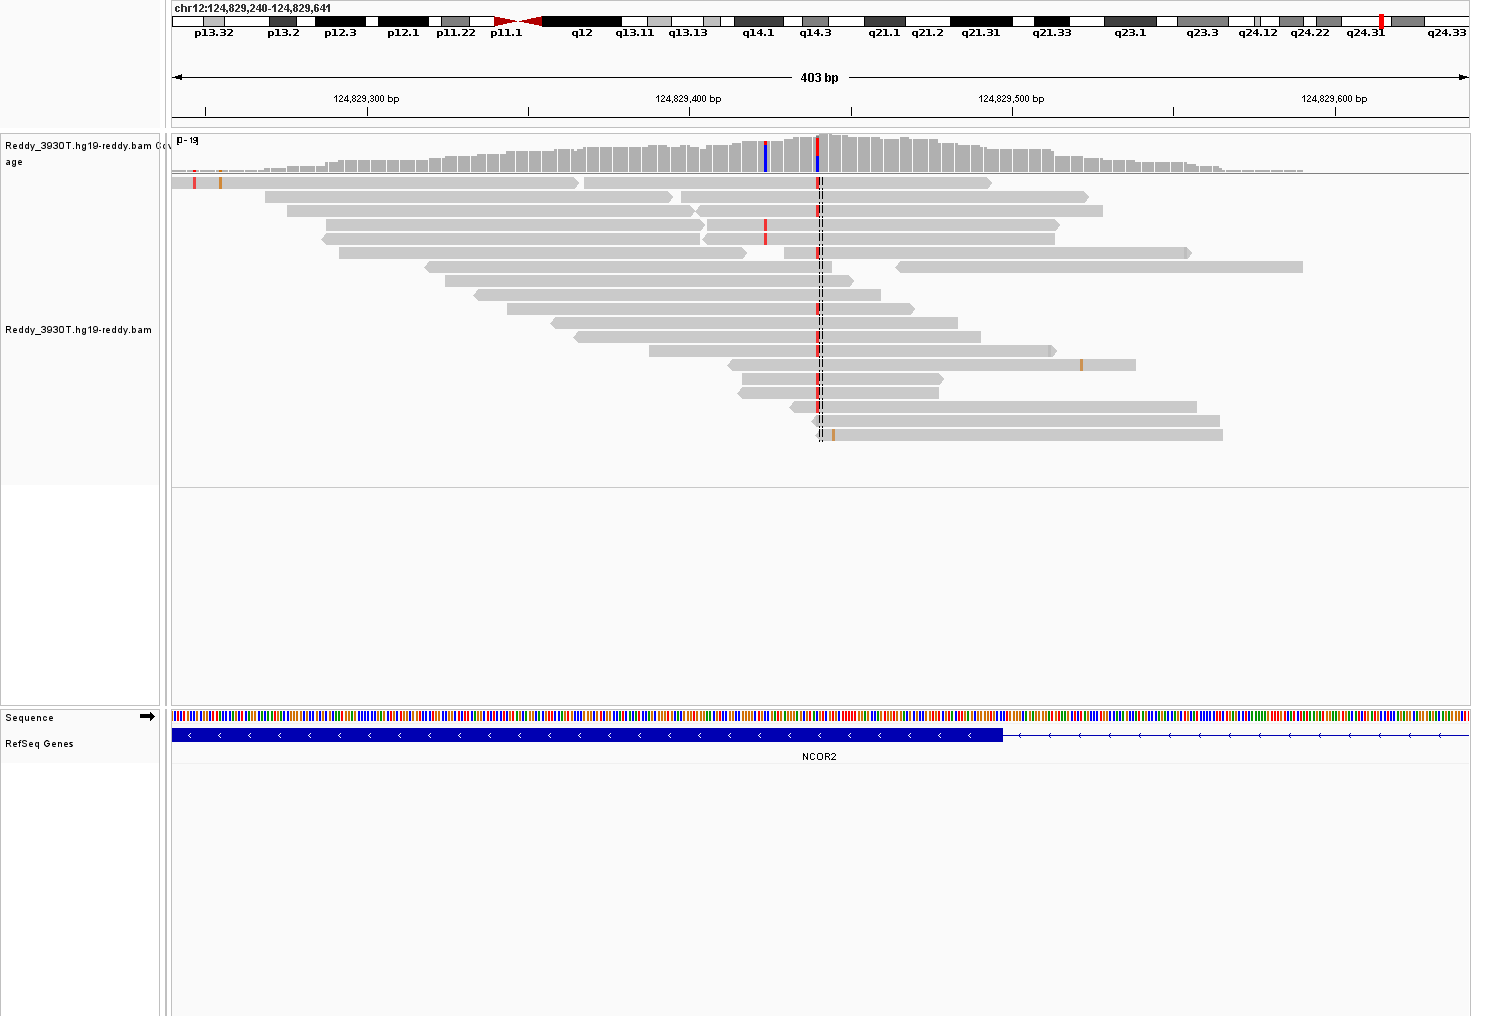 chr12:124,829,240-124,829,641
p13.32 p13.2 p12.3 p12.1 p11.22 p11.1 q12 q13.11 q13.13 q14.1 q14.3 q21.1 q21.2 q21.31 q21.33 q23.1 q23.3 q24.12 q24.22 q24.31 q24.33
403 bp
124,829,300 bp 124,829,400 bp 124,829,500 bp 124,829,600 bp
[0 - 19]
Reddy_3930T.hg19-reddy.bam Cov
age
Reddy_3930T.hg19-reddy.bam
Sequence
RefSeq Genes
NCOR2